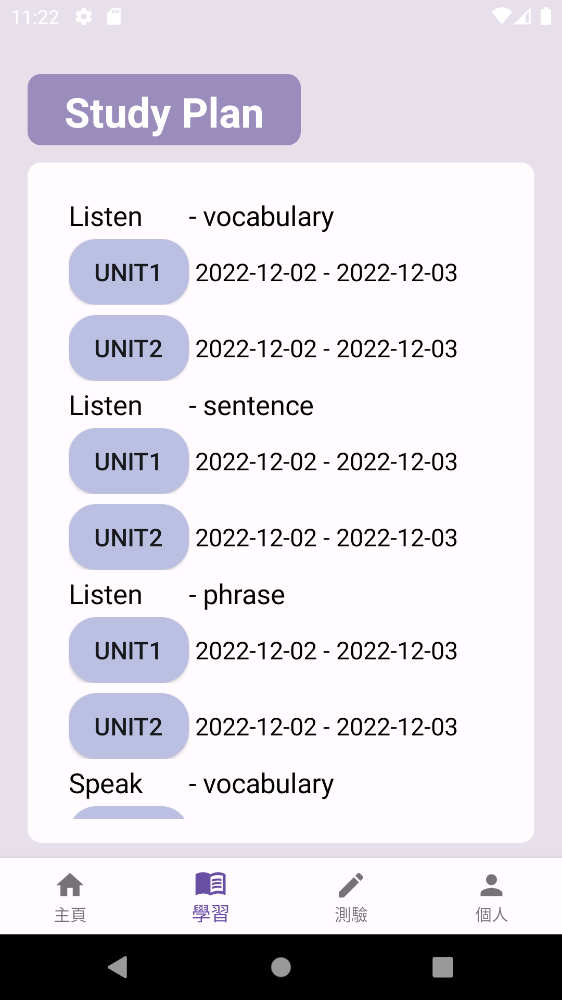 11:22
Study Plan
Listen - vocabulary
UNIT1 2022-12-02 - 2022-12-03
UNIT2 2022-12-02 - 2022-12-03
Listen - sentence
UNIT1 2022-12-02 - 2022-12-03
UNIT2 2022-12-02 - 2022-12-03
Listen - phrase
UNIT1 2022-12-02 - 2022-12-03
UNIT2 2022-12-02 - 2022-12-03
Speak - vocabulary
主頁 學習 測驗 個人